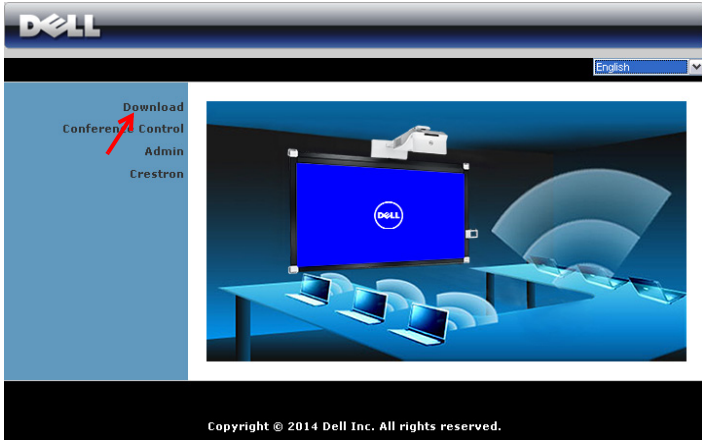 DELL
English
Download
Conference Control
Admin
Crestron
DELL
Copyright © 2014 Dell Inc. All rights reserved.